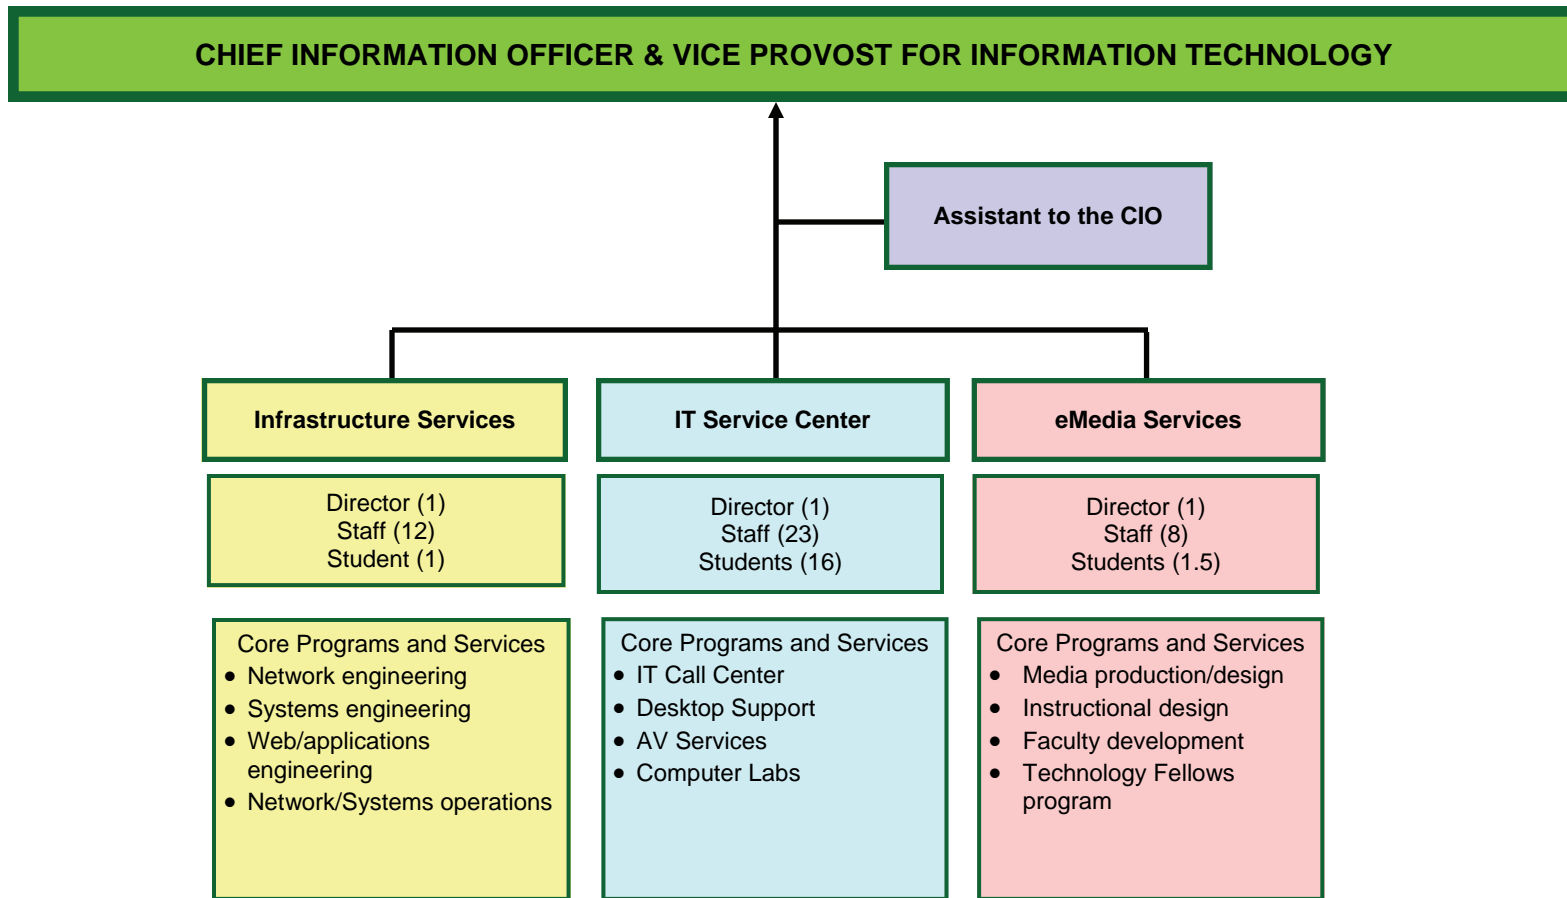 CHIEF INFORMATION OFFICER & VICE PROVOST FOR INFORMATION TECHNOLOGY
Assistant to the CIO
Infrastructure Services
Director (1)
Staff (12)
Student (1)
Core Programs and Services
• Network engineering
• Systems engineering
• Web/applications
engineering
• Network/Systems operations
IT Service Center
Director (1)
Staff (23)
Students (16)
Core Programs and Services
• IT Call Center
• Desktop Support
• AV Services
• Computer Labs
eMedia Services
Director (1)
Staff (8)
Students (1.5)
Core Programs and Services
• Media production/design
• Instructional design
• Faculty development
• Technology Fellows
program